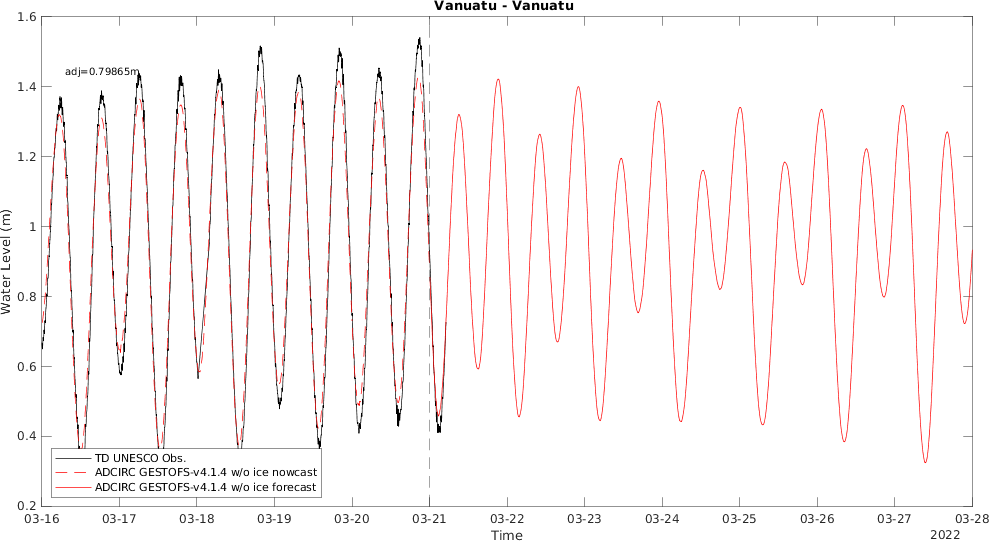 Vanuatu - Vanuatu
1.6
1.4
1.2
1
0.8
0.6
0.4
0.2
Water Level (m)
adj=0.79865m
TD UNESCO Obs.
ADCIRC GESTOFS-v4.1.4 w/o ice nowcast
ADCIRC GESTOFS-v4.1.4 w/o ice forecast
03-16 03-17 03-18 03-19 03-20 03-21 03-22 03-23 03-24 03-25 03-26 03-27 03-28
Time
2022